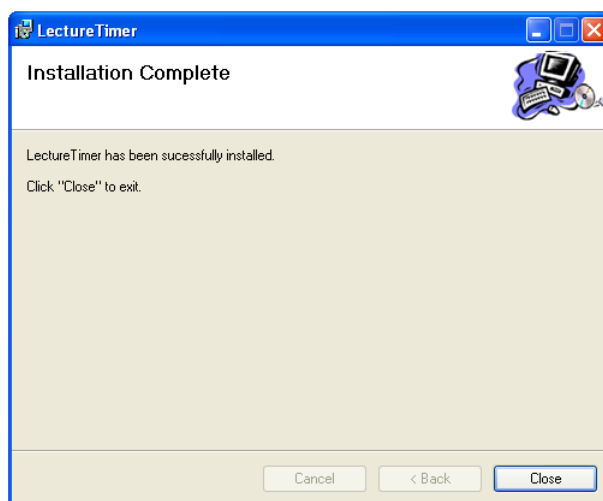 LectureTimer
Installation Complete
LectureTimer has been sucessfully installed.
Click "Close" to exit.
Cancel
< Back
Close